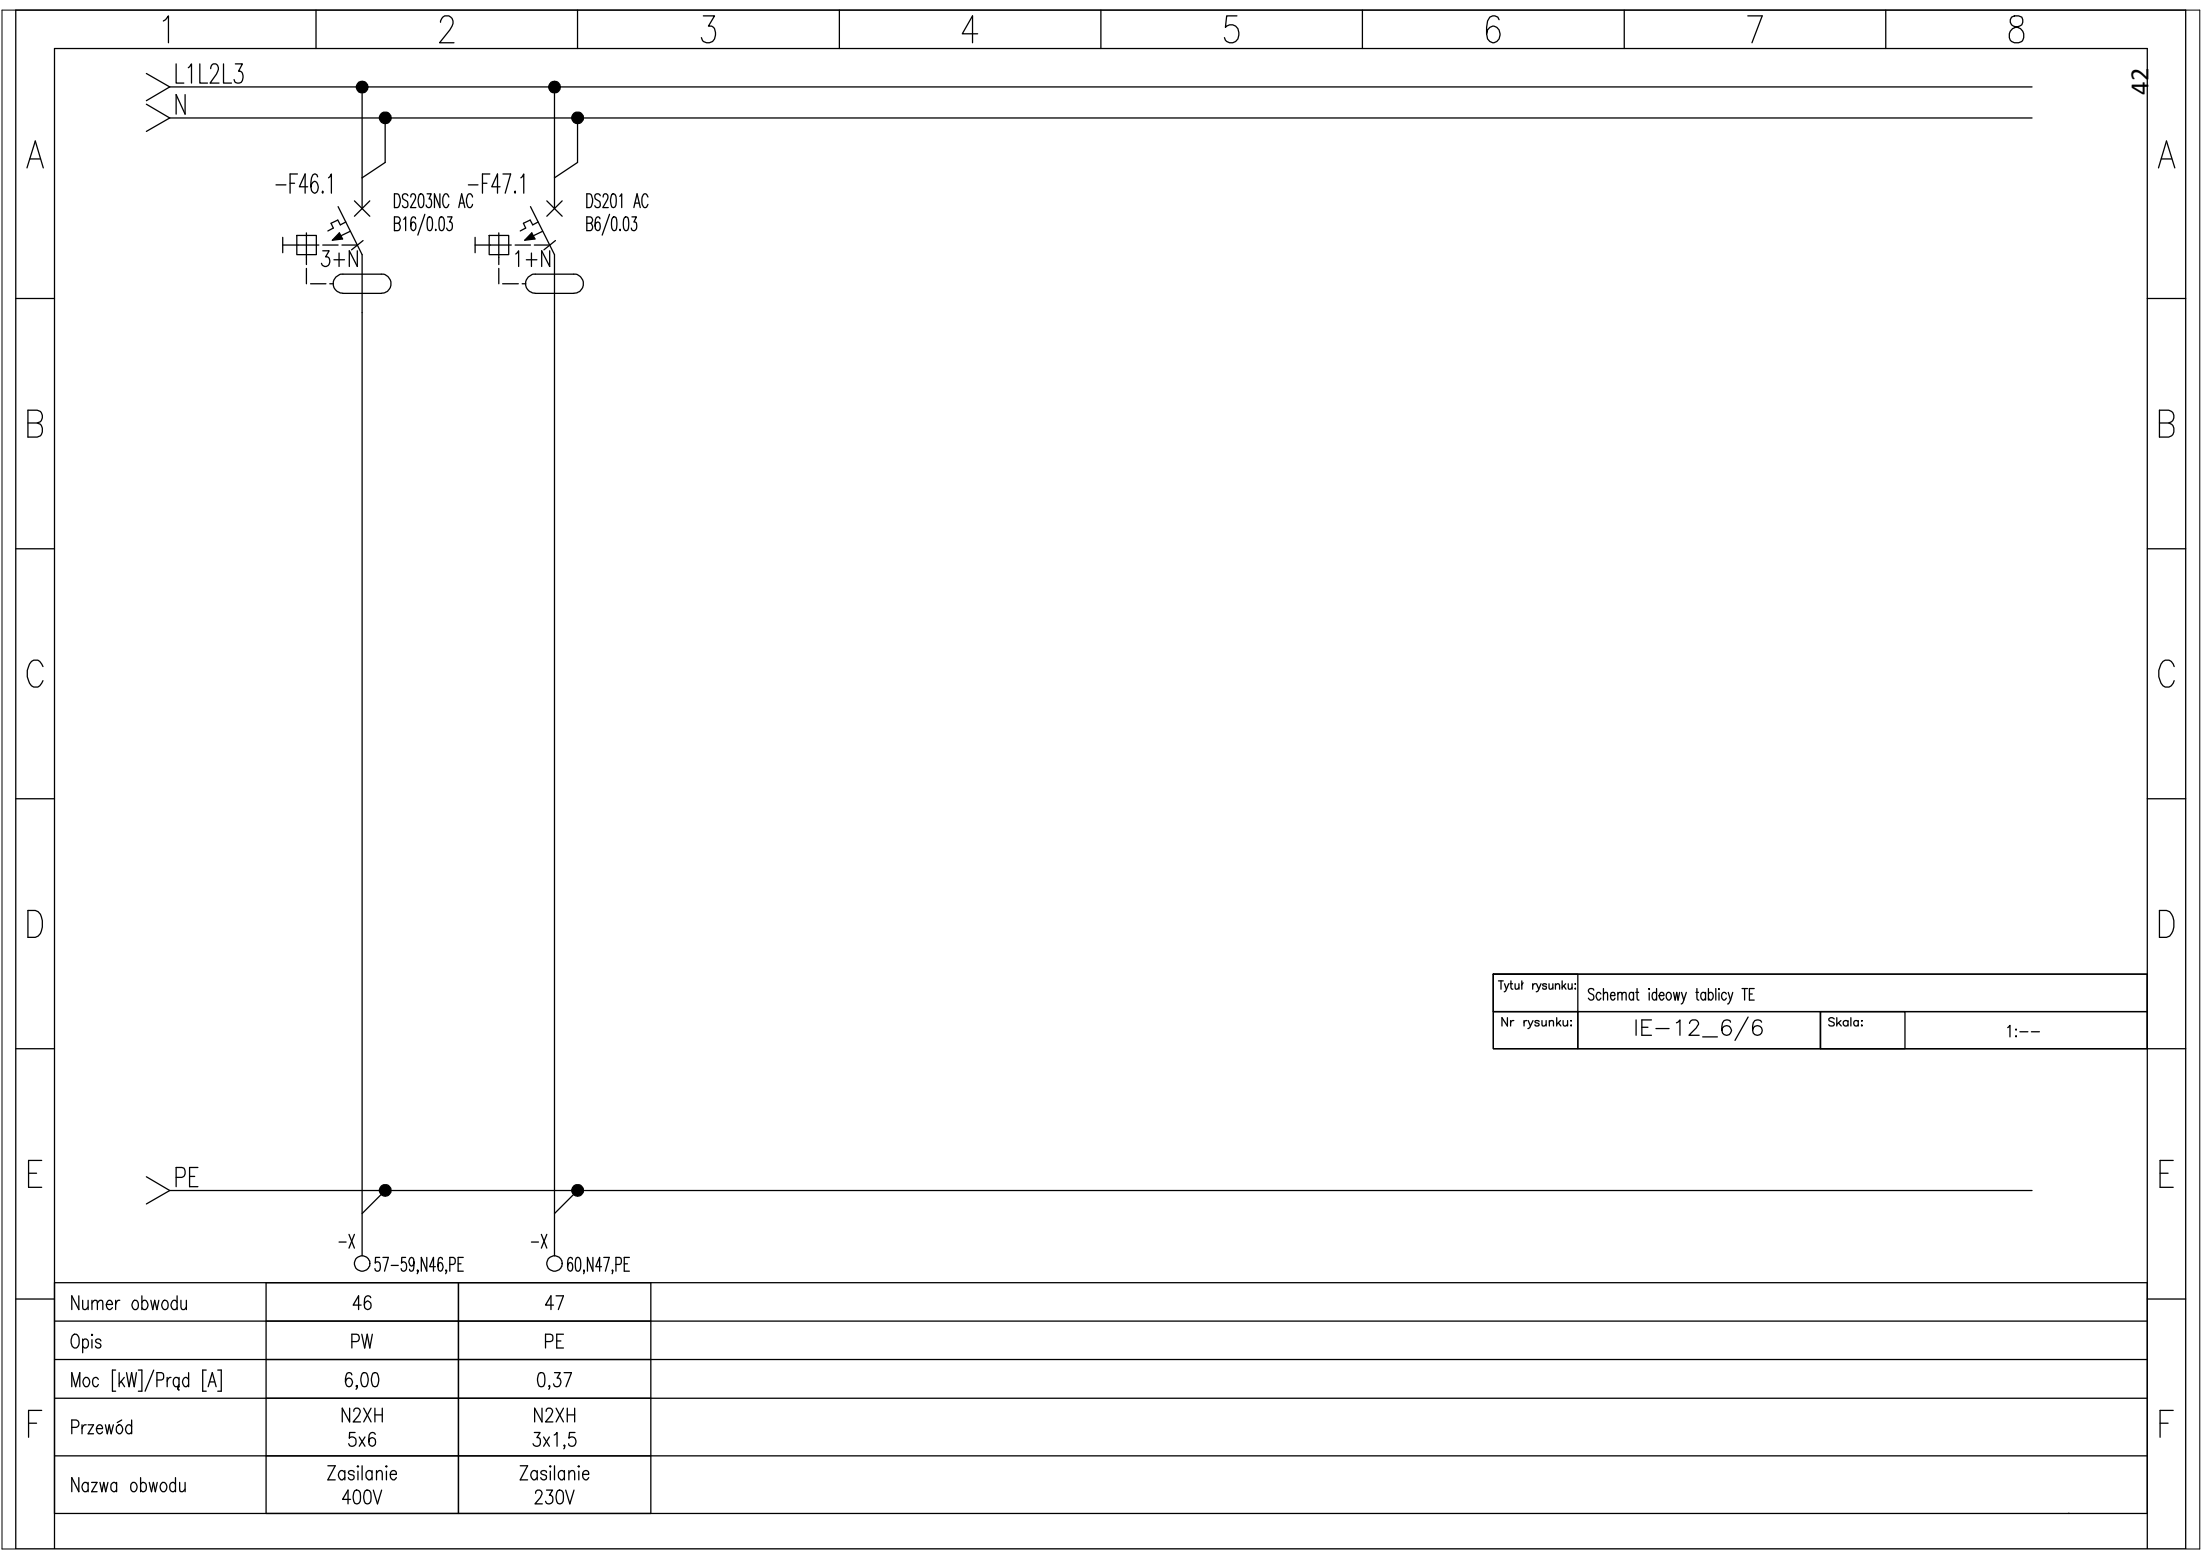 1 2 3 4 5 6 7 8
42
L1L2L3
N
A A
-F46.1
DS203NC AC
B16/0.03
3+N
-F47.1
DS201 AC
B6/0.03
1+N
B B
C C
D D
Tytuł rysunku: Schemat ideowy tablicy TE
Nr rysunku: IE-12_6/6 Skala: 1:--
E E
PE
-X
57-59,N46,PE
-X
60,N47,PE
Numer obwodu 46 47
Opis PW PE
Moc [kW]/Prąd [A] 6,00 0,37
F F
Przewód
N2XH
5x6
N2XH
3x1,5
Nazwa obwodu
Zasilanie
400V
Zasilanie
230V